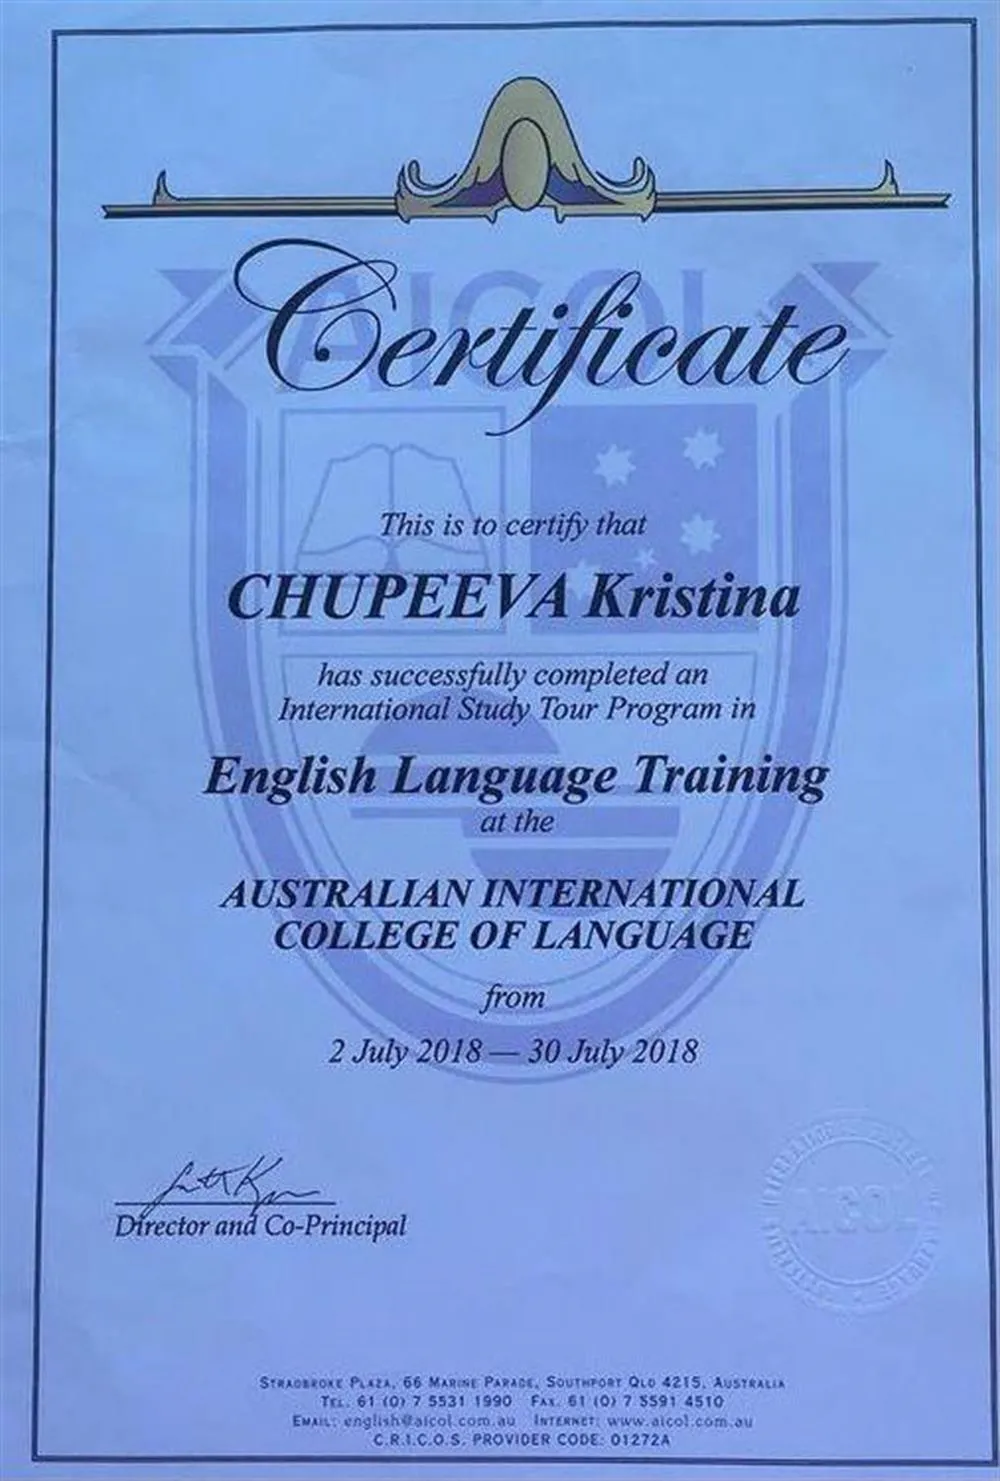 AICOL
Certificate
This is to certify that
CHUPEEVA Kristina
has successfully completed an
International Study Tour Program in
English Language Training
at the
AUSTRALIAN INTERNATIONAL
COLLEGE OF LANGUAGE
from
2 July 2018 — 30 July 2018
Director and Co-Principal
AICOL
STRADBROKE PLAZA, 66 MARINE PARADE, SOUTHPORT QLD 4215, AUSTRALIA
TEL. 61 (0) 7 5531 1990 FAX. 61 (0) 7 5591 4510
EMAIL: english@aicol.com.au INTERNET: www.aicol.com.au
C.R.I.C.O.S. PROVIDER CODE: 01272A